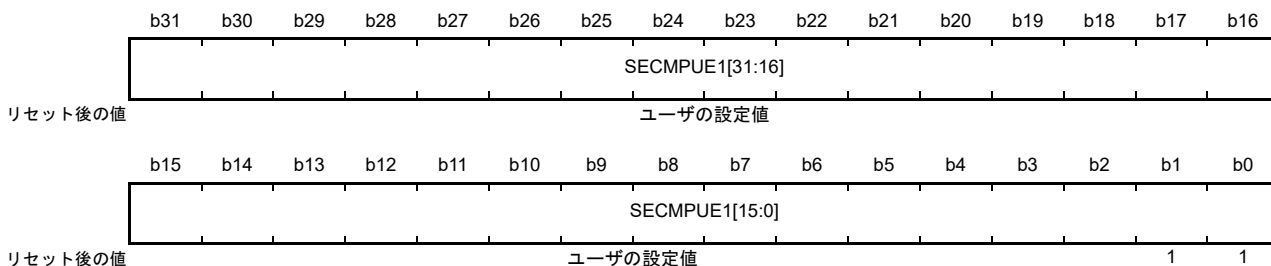 b31 b30 b29 b28 b27 b26 b25 b24 b23 b22 b21 b20 b19 b18 b17 b16
SECMPUE1[31:16]
リセット後の値 ユーザの設定値
b15 b14 b13 b12 b11 b10 b9 b8 b7 b6 b5 b4 b3 b2 b1 b0
SECMPUE1[15:0]
リセット後の値 ユーザの設定値 1 1